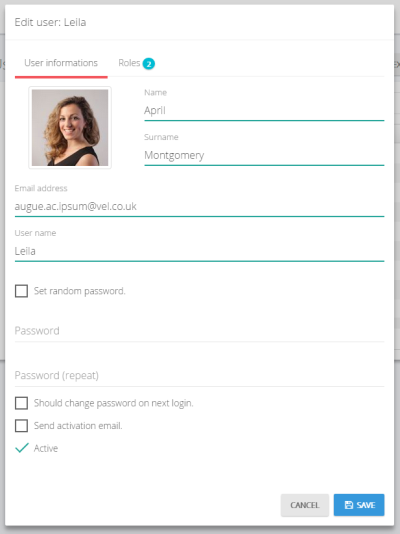 Edit user: Leila
User informations
Roles 2
Name
April
Surname
Montgomery
Email address
augue.ac.ipsum@vel.co.uk
User name
Leila
Set random password.
Password
Password (repeat)
Should change password on next login.
Send activation email.
Active
CANCEL
SAVE